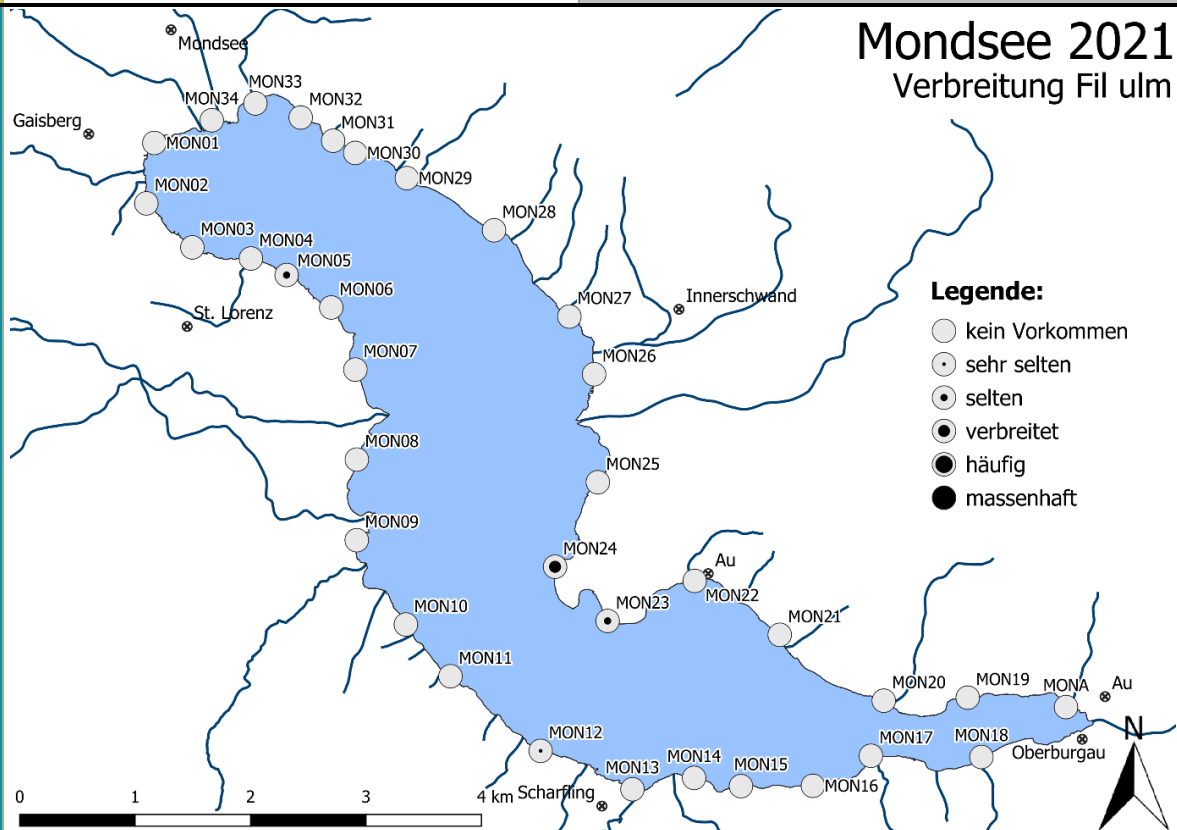 Mondsee 2021
Verbreitung Fil ulm
Mondsee
MON33
MON34
MON32
Gaisberg
MON31
MON01
MON30
MON29
MON02
MON28
MON03
MON04
MON05
MON27
Innerschwand
MON06
St. Lorenz
MON07
MON26
Legende:
kein Vorkommen
sehr selten
selten
verbreitet
häufig
massenhaft
MON08
MON25
MON09
MON24
Au
MON22
MON23
MON10
MON21
MON11
MON20
MON19
MONA
Au
MON12
MON17
MON18
Oberburgau
N
MON13
MON14
MON15
MON16
Scharfling
0 1 2 3 4 km